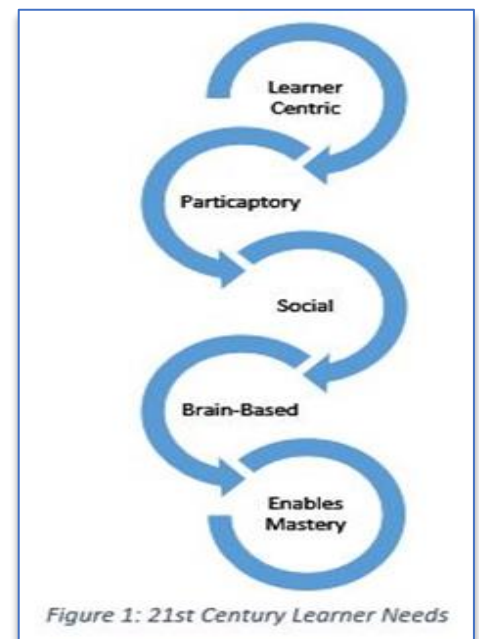 Learner
Centric
Particaptory
Social
Brain-Based
Enables
Mastery
Figure 1: 21st Century Learner Needs